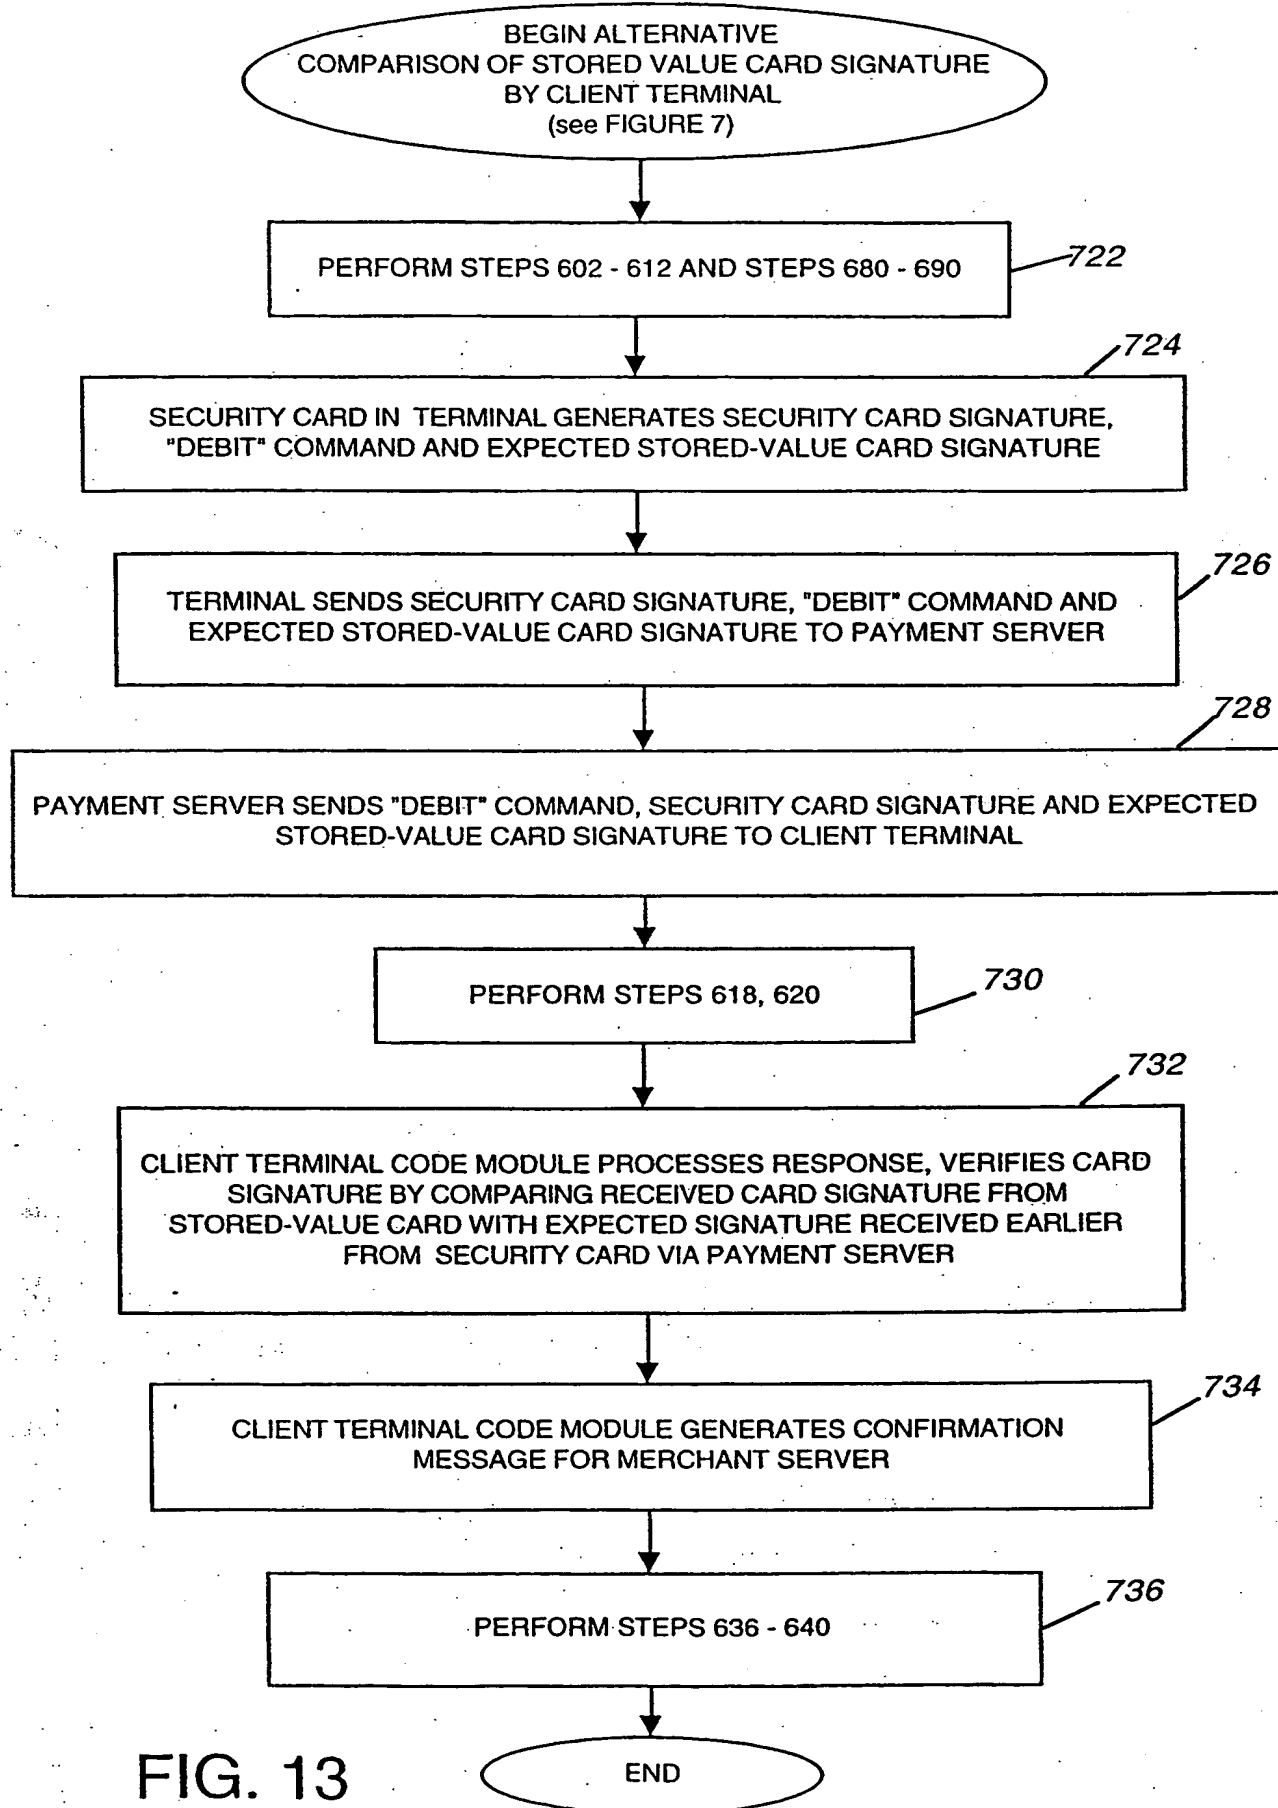 BEGIN ALTERNATIVE
COMPARISON OF STORED VALUE CARD SIGNATURE
BY CLIENT TERMINAL
(see FIGURE 7)
PERFORM STEPS 602 - 612 AND STEPS 680 - 690
722
724
SECURITY CARD IN TERMINAL GENERATES SECURITY CARD SIGNATURE,
"DEBIT" COMMAND AND EXPECTED STORED-VALUE CARD SIGNATURE
726
TERMINAL SENDS SECURITY CARD SIGNATURE, "DEBIT" COMMAND AND
EXPECTED STORED-VALUE CARD SIGNATURE TO PAYMENT SERVER
728
PAYMENT SERVER SENDS "DEBIT" COMMAND, SECURITY CARD SIGNATURE AND EXPECTED
STORED-VALUE CARD SIGNATURE TO CLIENT TERMINAL
PERFORM STEPS 618, 620
730
732
CLIENT TERMINAL CODE MODULE PROCESSES RESPONSE, VERIFIES CARD
SIGNATURE BY COMPARING RECEIVED CARD SIGNATURE FROM
STORED-VALUE CARD WITH EXPECTED SIGNATURE RECEIVED EARLIER
FROM SECURITY CARD VIA PAYMENT SERVER
734
CLIENT TERMINAL CODE MODULE GENERATES CONFIRMATION
MESSAGE FOR MERCHANT SERVER
736
PERFORM STEPS 636 - 640
END
FIG. 13